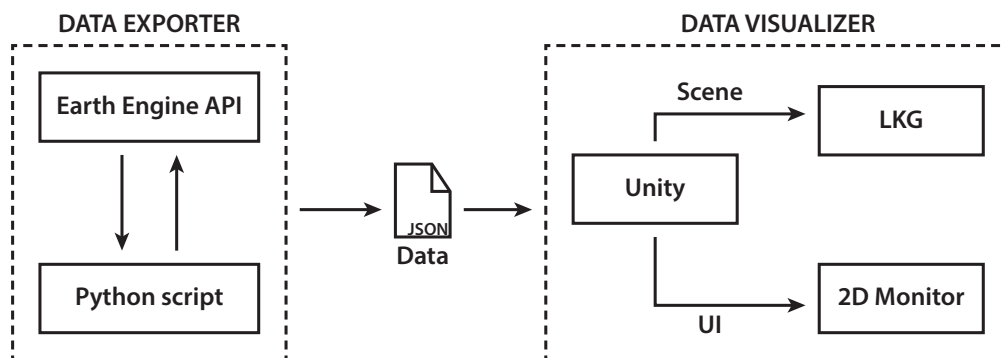 DATA EXPORTER
Earth Engine API
Python script
JSON
Data
DATA VISUALIZER
Scene
LKG
Unity
UI
2D Monitor